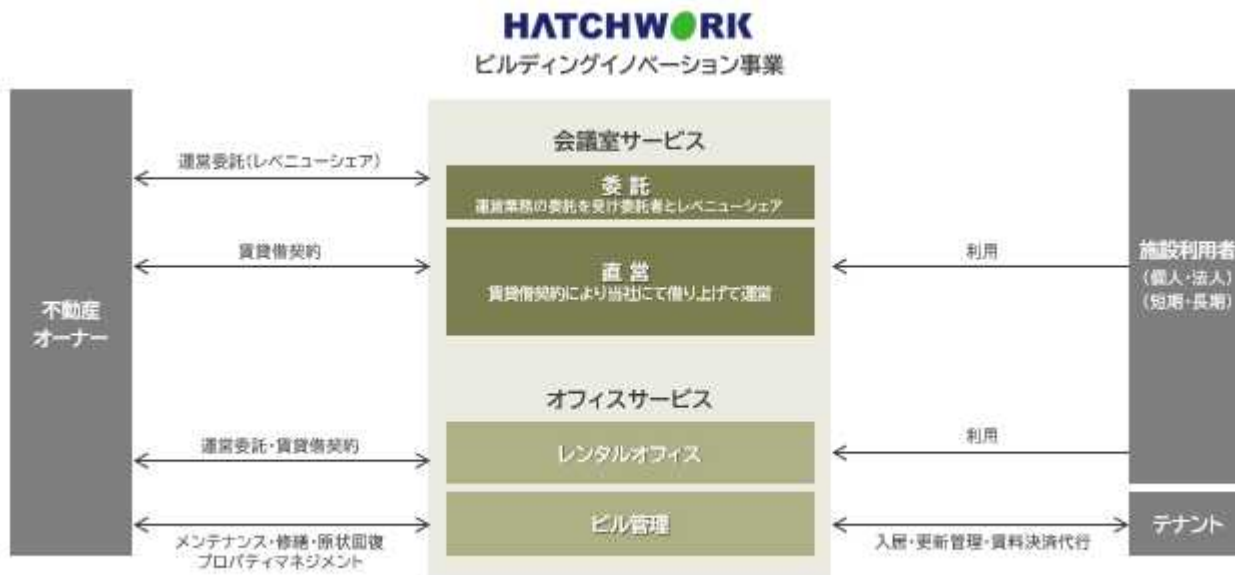 HATCHWORK
ビルディングイノベーション事業
会議室サービス
運営委託(レベニューシェア)
委託
運営業務の委託を受け委託者とレベニューシェア
賃貸借契約
直営
賃貸借契約により当社にて借り上げて運営
利用
施設利用者
(個人・法人)
(短期・長期)
不動産
オーナー
オフィスサービス
運営委託・賃貸借契約
レンタルオフィス
利用
ビル管理
テナント
メンテナンス・修繕・原状回復
プロパティマネジメント
入居・更新管理・賃料決済代行